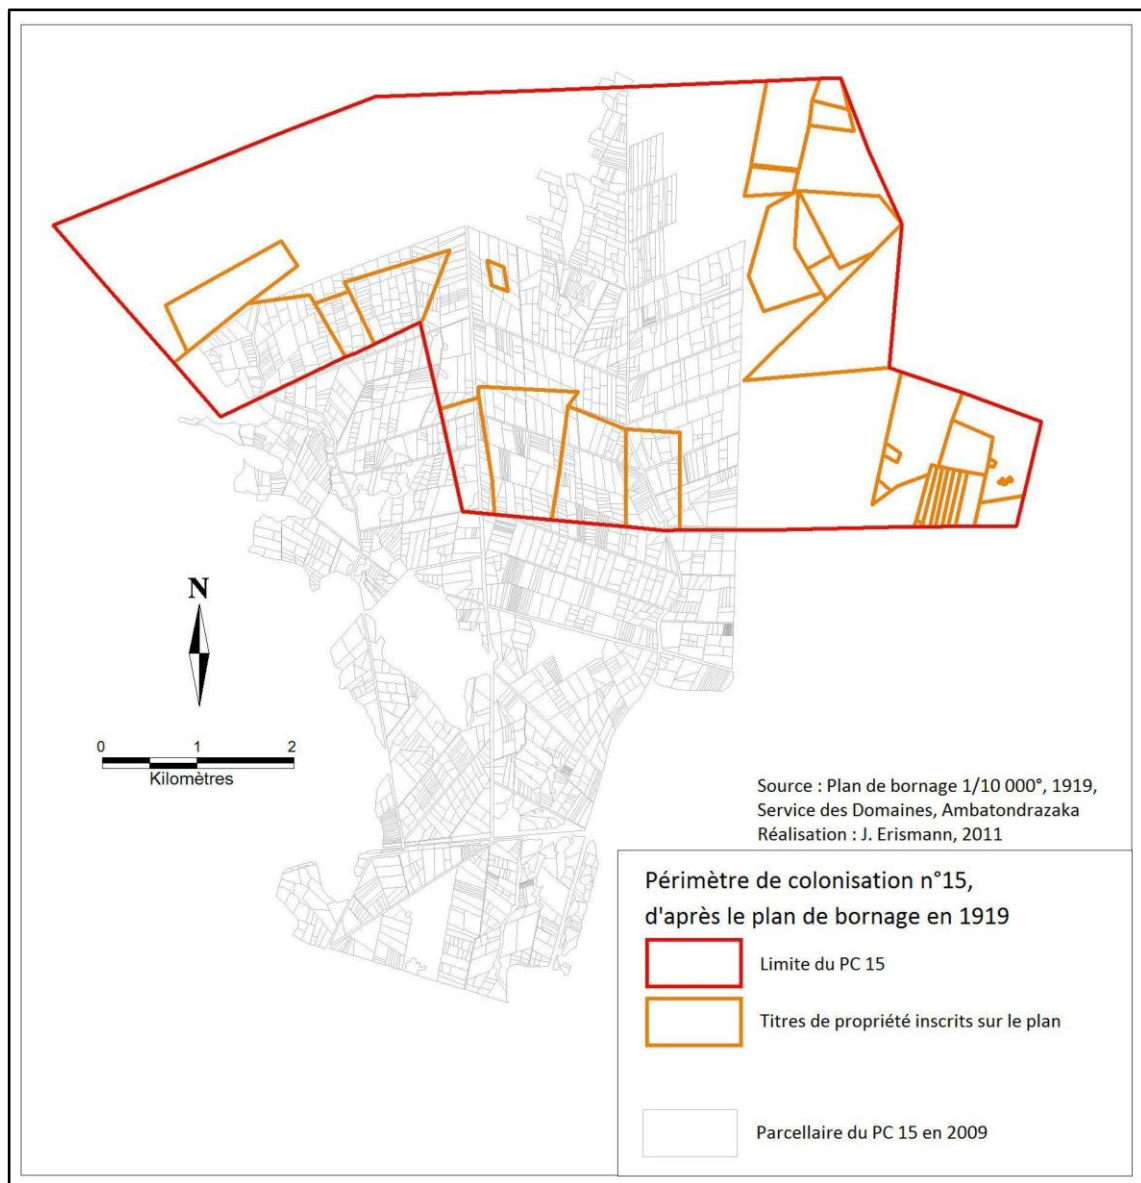 N
0 1 2
Kilomètres
Source : Plan de bornage 1/10 000°, 1919,
Service des Domaines, Ambatondrazaka
Réalisation : J. Erismann, 2011
Périmètre de colonisation n°15,
d'après le plan de bornage en 1919
Limite du PC 15
Titres de propriété inscrits sur le plan
Parcellaire du PC 15 en 2009